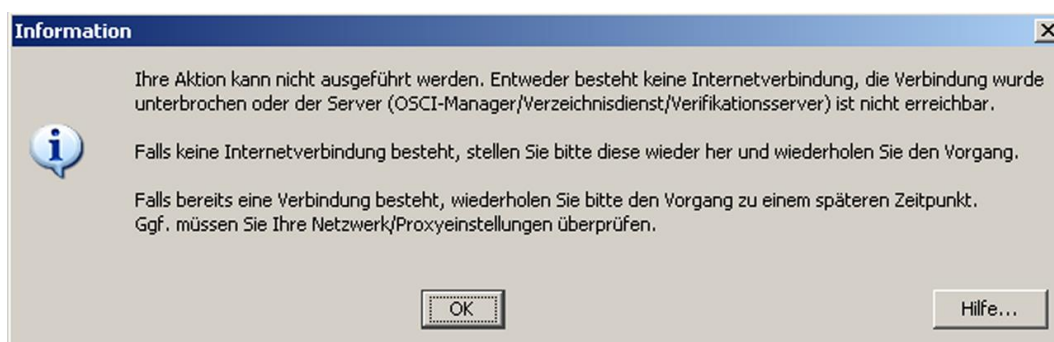 Information
Ihre Aktion kann nicht ausgeführt werden. Entweder besteht keine Internetverbindung, die Verbindung wurde
unterbrochen oder der Server (OSCI-Manager/Verzeichnisdienst/Verifikationsserver) ist nicht erreichbar.
Falls keine Internetverbindung besteht, stellen Sie bitte diese wieder her und wiederholen Sie den Vorgang.
Falls bereits eine Verbindung besteht, wiederholen Sie bitte den Vorgang zu einem späteren Zeitpunkt.
Ggf. müssen Sie Ihre Netzwerk/Proxyeinstellungen überprüfen.
OK
Hilfe...